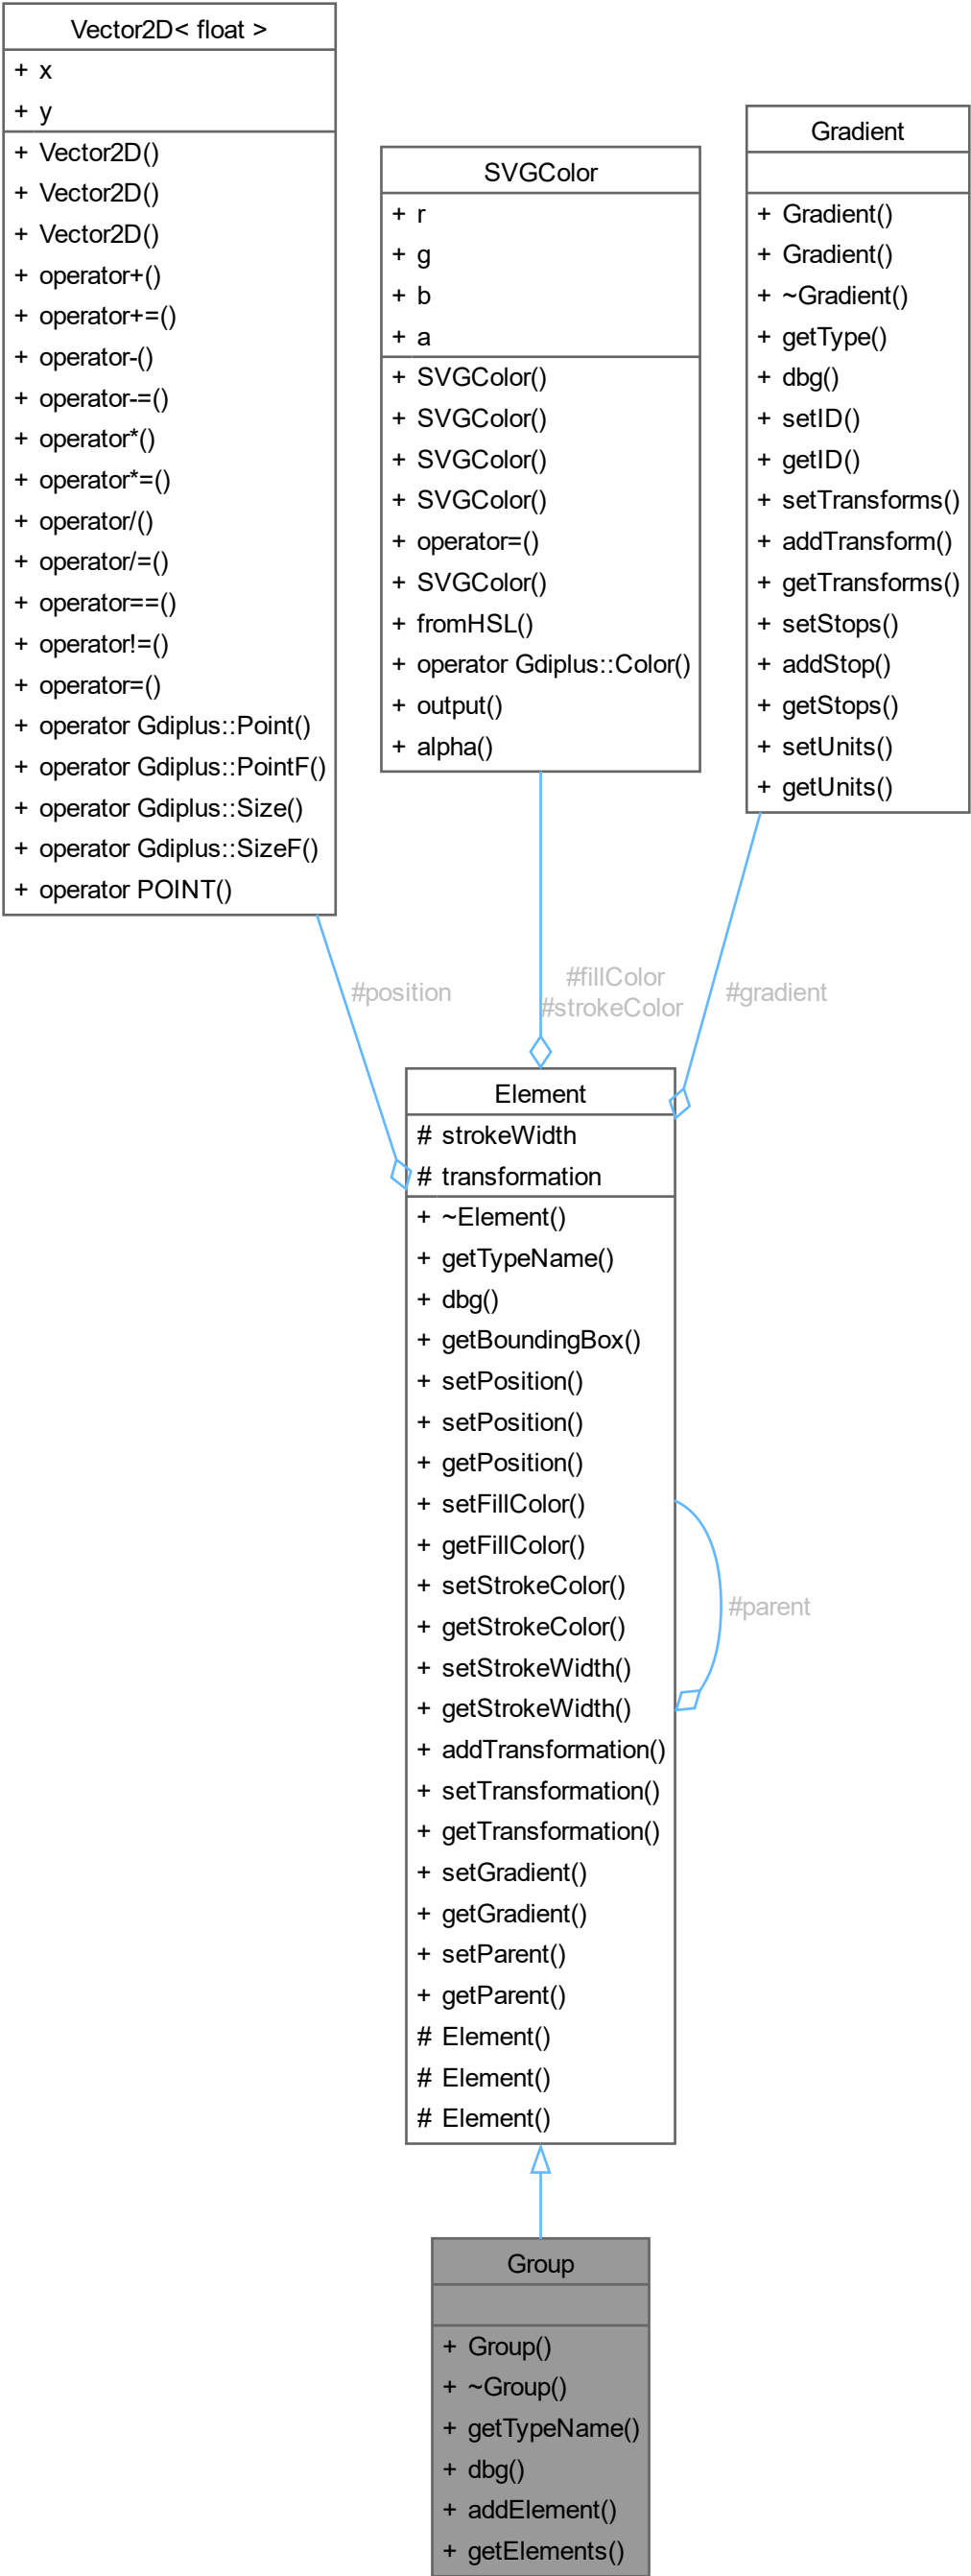 Vector2D< float >
+ x
+ y
+ Vector2D()
+ Vector2D()
+ Vector2D()
+ operator+()
+ operator+=()
+ operator-()
+ operator-=()
+ operator*()
+ operator*=()
+ operator/()
+ operator/=()
+ operator==()
+ operator!=()
+ operator=()
+ operator Gdiplus::Point()
+ operator Gdiplus::PointF()
+ operator Gdiplus::Size()
+ operator Gdiplus::SizeF()
+ operator POINT()
SVGColor
+ r
+ g
+ b
+ a
+ SVGColor()
+ SVGColor()
+ SVGColor()
+ SVGColor()
+ operator=()
+ SVGColor()
+ fromHSL()
+ operator Gdiplus::Color()
+ output()
+ alpha()
Gradient
+ Gradient()
+ Gradient()
+ ~Gradient()
+ getType()
+ dbg()
+ setID()
+ getID()
+ setTransforms()
+ addTransform()
+ getTransforms()
+ setStops()
+ addStop()
+ getStops()
+ setUnits()
+ getUnits()
#position
#fillColor
#strokeColor
#gradient
Element
# strokeWidth
# transformation
+ ~Element()
+ getTypeName()
+ dbg()
+ getBoundingBox()
+ setPosition()
+ setPosition()
+ getPosition()
+ setFillColor()
+ getFillColor()
+ setStrokeColor()
+ getStrokeColor()
+ setStrokeWidth()
+ getStrokeWidth()
+ addTransformation()
+ setTransformation()
+ getTransformation()
+ setGradient()
+ getGradient()
+ setParent()
+ getParent()
# Element()
# Element()
# Element()
#parent
Group
+ Group()
+ ~Group()
+ getTypeName()
+ dbg()
+ addElement()
+ getElements()